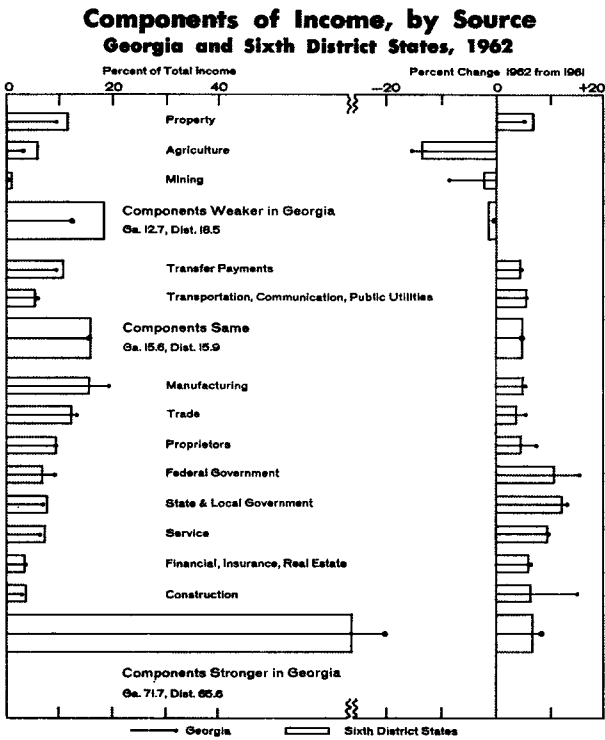 Components of Income, by Source
Georgia and Sixth District States, 1962
Percent of Total Income
Percent Change 1962 from 1961
0 20 40 -20 0 +20
Property
Agriculture
Mining
Components Weaker in Georgia
Ga. 12.7, Dist. 18.5
Transfer Payments
Transportation, Communication, Public Utilities
Components Same
Ga. 15.6, Dist. 15.9
Manufacturing
Trade
Proprietors
Federal Government
State & Local Government
Service
Financial, Insurance, Real Estate
Construction
Components Stronger in Georgia
Ga. 71.7, Dist. 65.6
Georgia Sixth District States